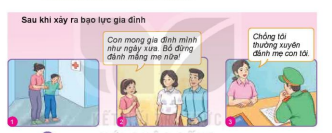 Sau khi xảy ra bạo lực gia đình
Con mong gia đình mình
như ngày xưa. Bố đừng
đánh mắng mẹ nữa!
Chồng tôi
thường xuyên
đánh mẹ con tôi.
1
2
3